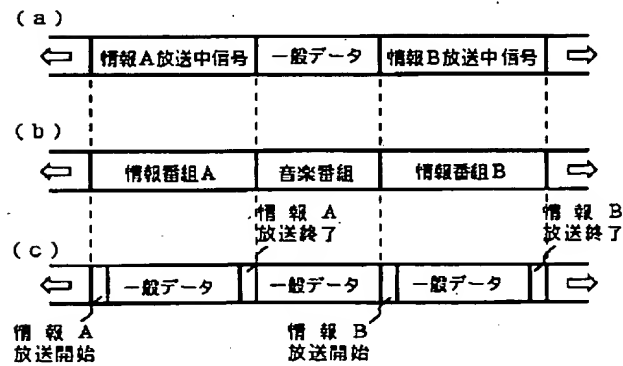 (a)
情報A放送中信号 一般データ 情報B放送中信号
(b)
情報番組A 音楽番組 情報番組B
情報A
放送終了
情報B
放送終了
(c)
一般データ 一般データ 一般データ
情報A
放送開始
情報B
放送開始